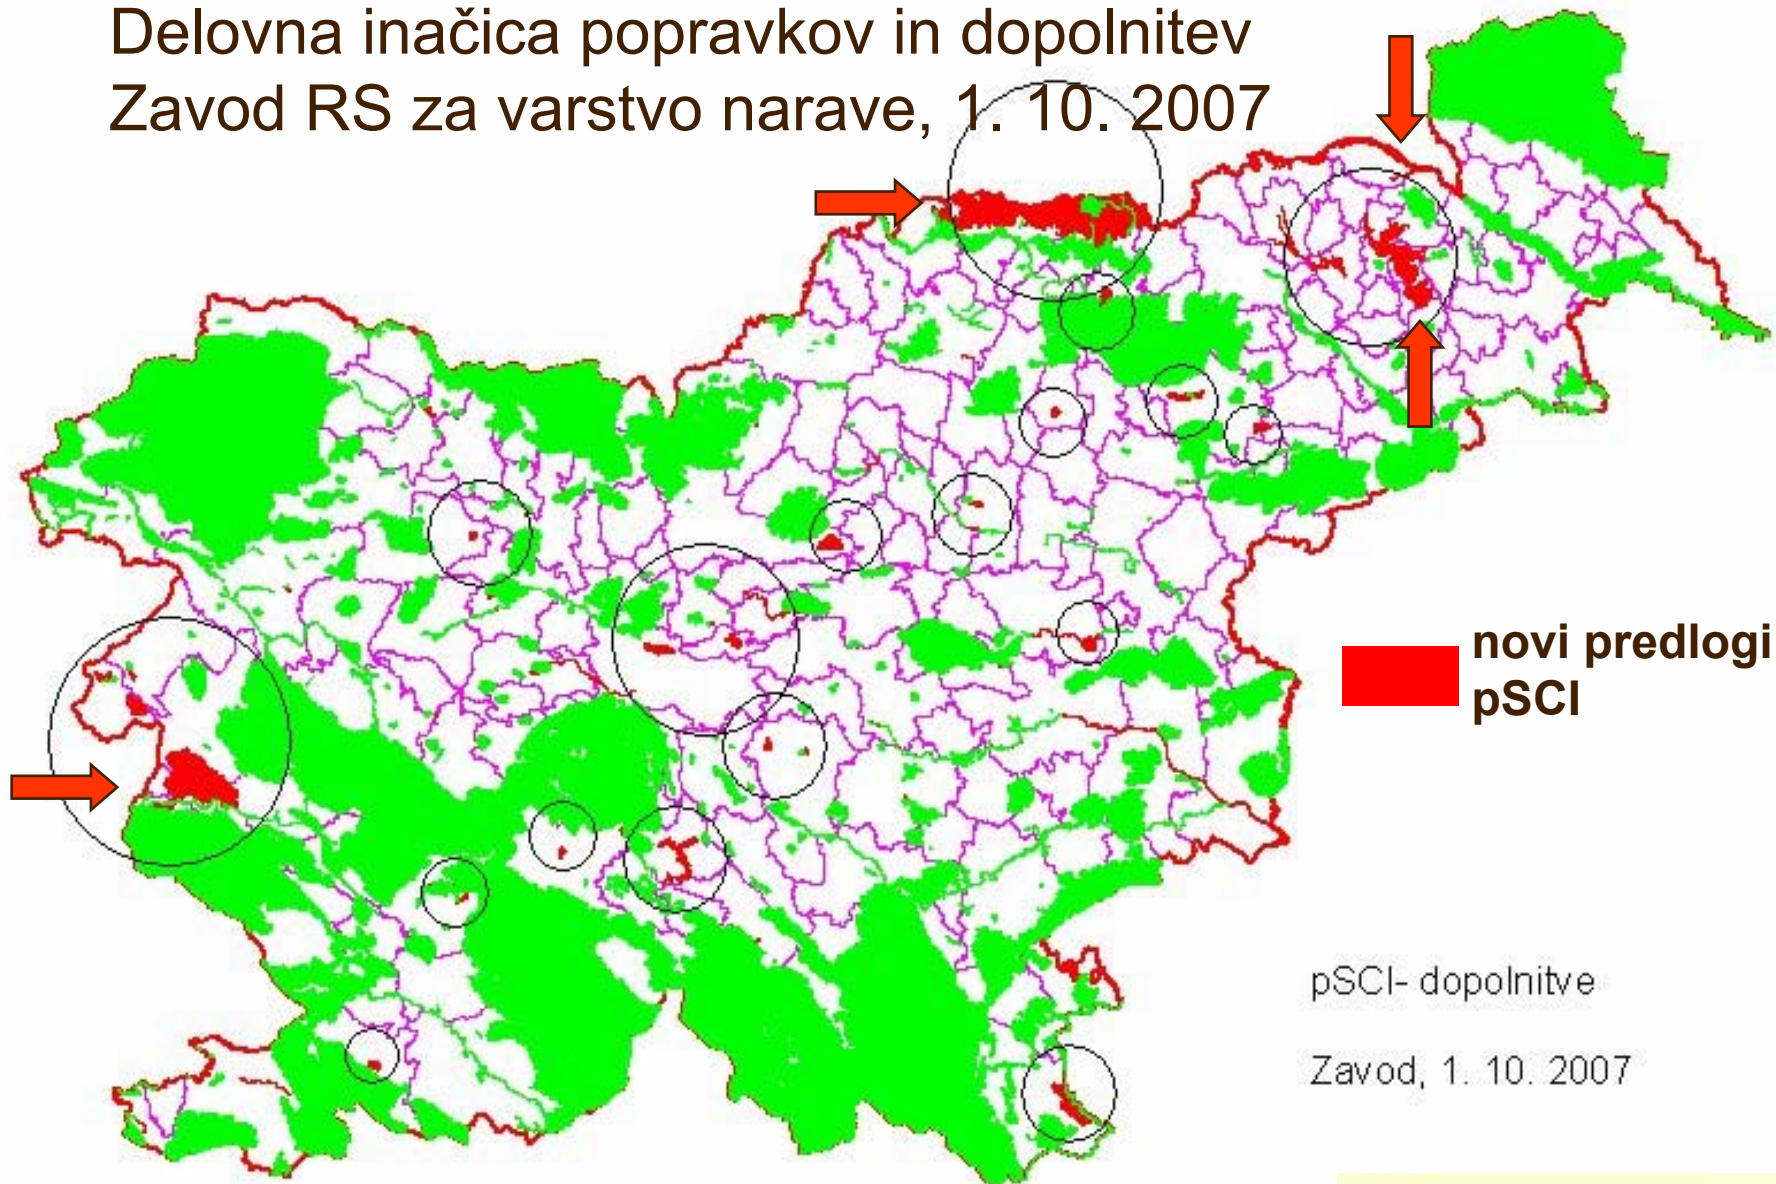 Delovna inačica popravkov in dopolnitev
Zavod RS za varstvo narave, 1. 10. 2007
novi predlogi
pSCI
pSCI- dopolnitve
Zavod, 1. 10. 2007